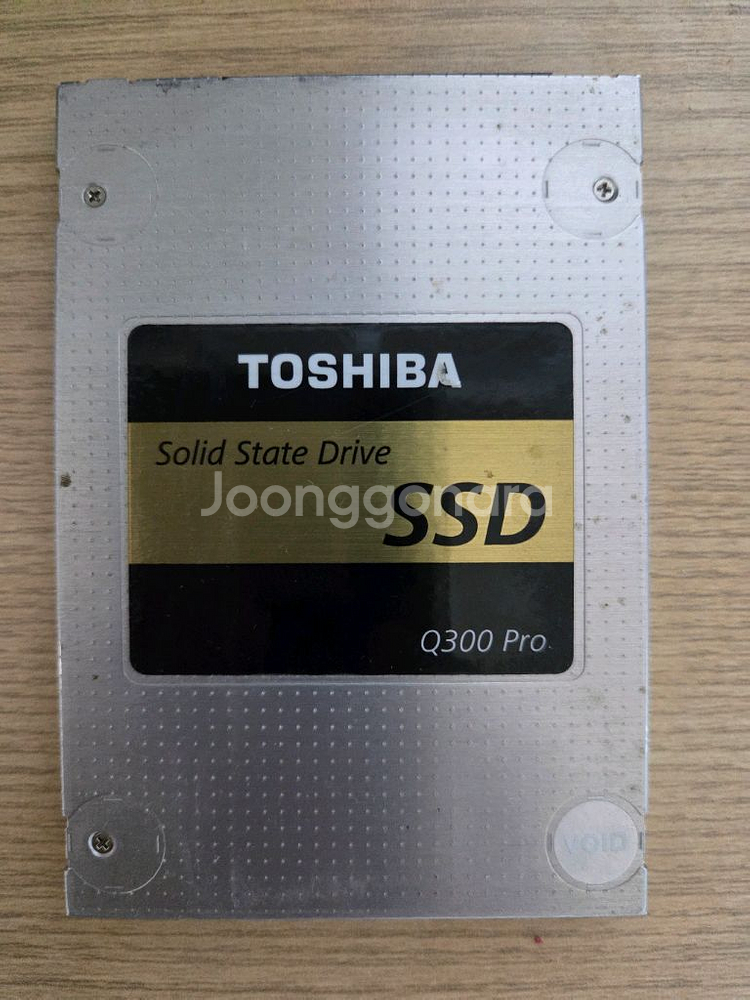 TOSHIBA
Solid State Drive
Joonggonara
SSD
Q300 Pro
VOID